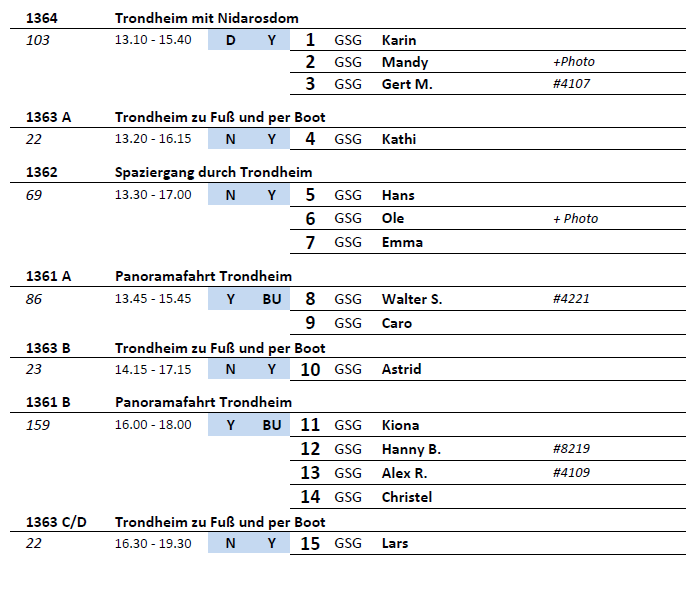 1364 Trondheim mit Nidarosdom
103 13.10 - 15.40 D Y 1 GSG Karin
2 GSG Mandy +Photo
3 GSG Gert M. #4107
1363 A Trondheim zu Fuß und per Boot
22 13.20 - 16.15 N Y 4 GSG Kathi
1362 Spaziergang durch Trondheim
69 13.30 - 17.00 N Y 5 GSG Hans
6 GSG Ole + Photo
7 GSG Emma
1361 A Panoramafahrt Trondheim
86 13.45 - 15.45 Y BU 8 GSG Walter S. #4221
9 GSG Caro
1363 B Trondheim zu Fuß und per Boot
23 14.15 - 17.15 N Y 10 GSG Astrid
1361 B Panoramafahrt Trondheim
159 16.00 - 18.00 Y BU 11 GSG Kiona
12 GSG Hanny B. #8219
13 GSG Alex R. #4109
14 GSG Christel
1363 C/D Trondheim zu Fuß und per Boot
22 16.30 - 19.30 N Y 15 GSG Lars